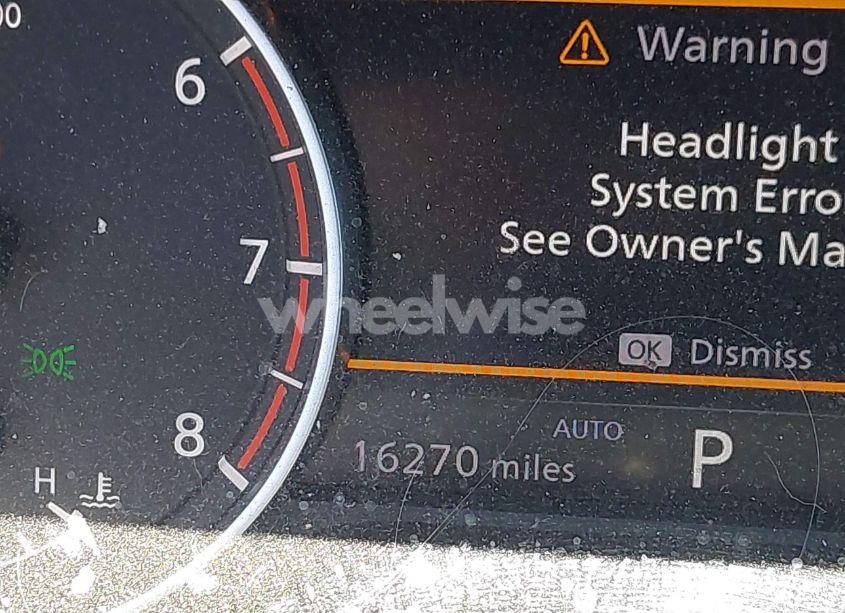 00
6
7
8
H
Warning
Headlight
System Erro
See Owner's Ma
OK Dismiss
AUTO
16270 miles
P
wheelwise